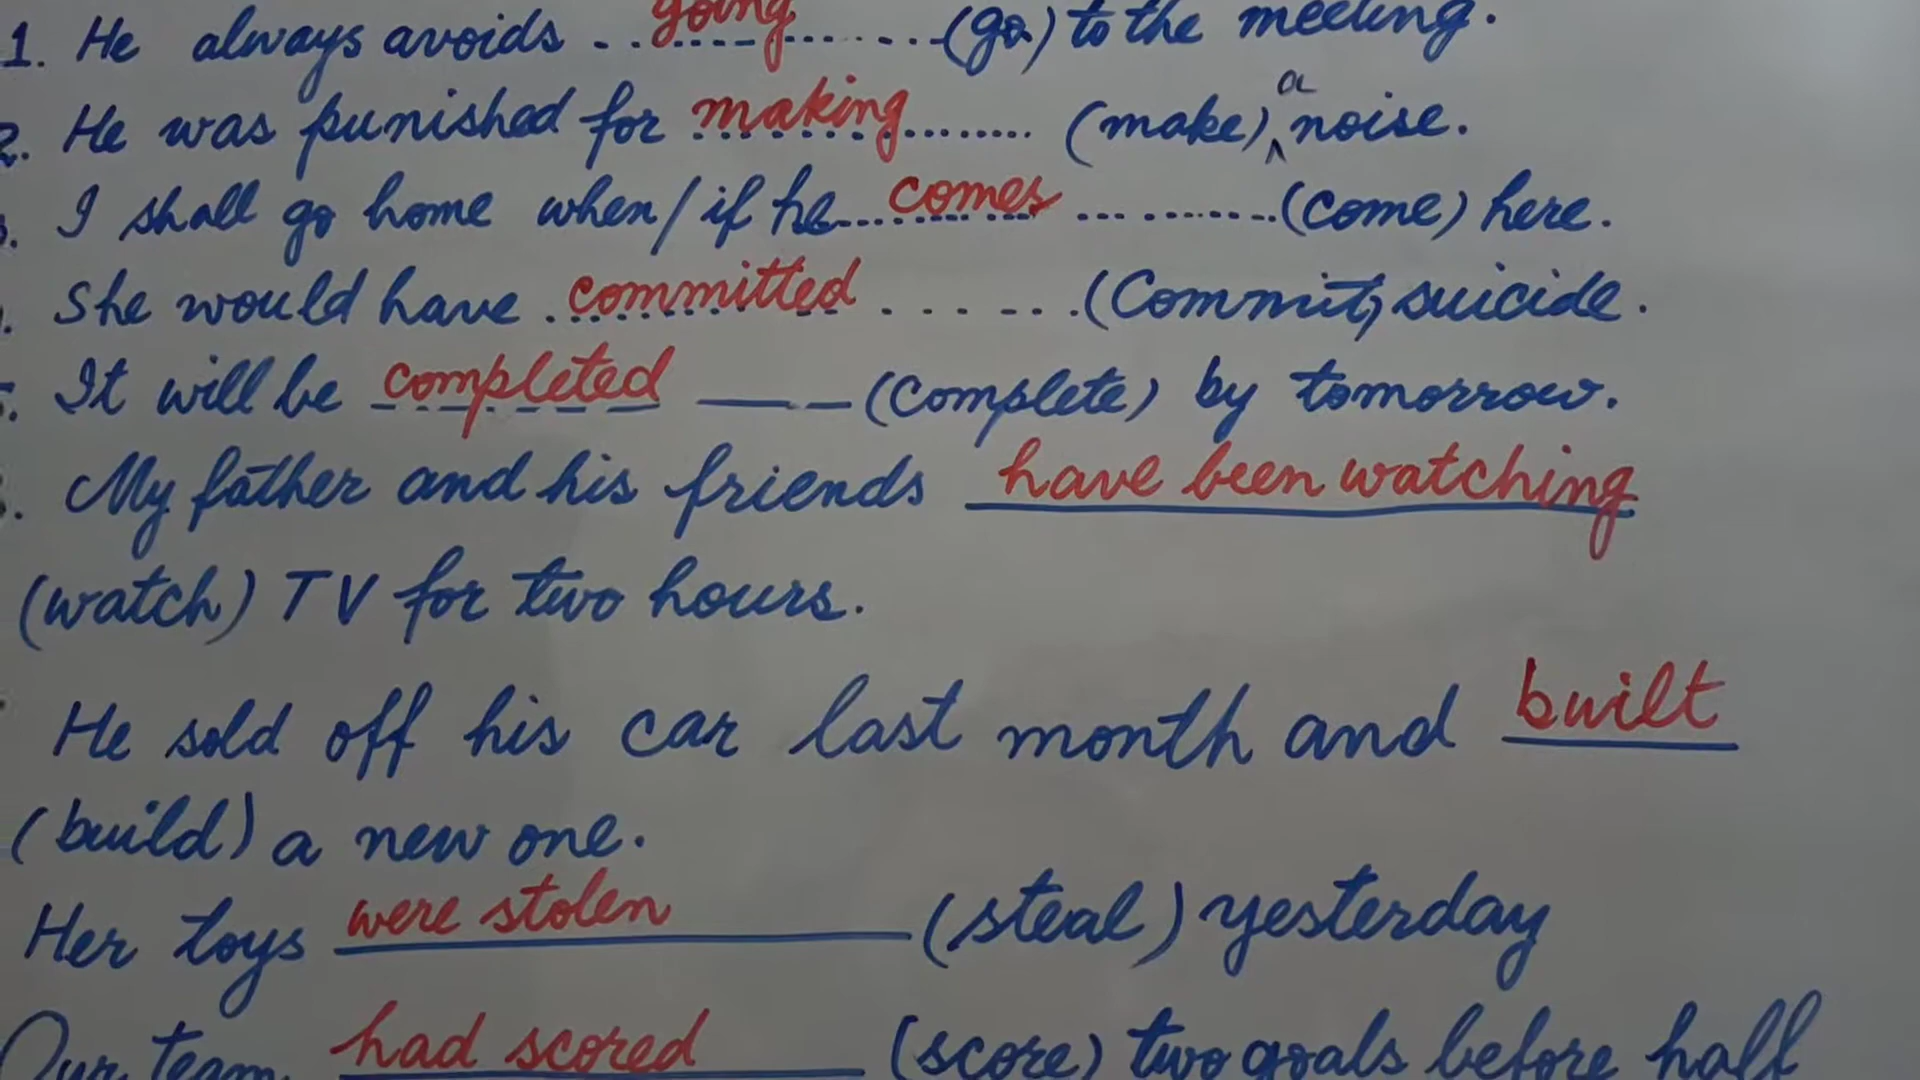 1. He always avoids ...going...(go) to the meeting.
2. He was punished for making ........ (make) a noise.
I shall go home when/if he...comes... ........(come) here.
She would have .committed. . . . . . .(Commit) suicide.
It will be completed ____ (Complete) by tomorrow.
My father and his friends have been watching
(watch) TV for two hours.
He sold off his car last month and built
(build) a new one.
Her toys were stolen (steal) yesterday
Our team had scored (score) two goals before half